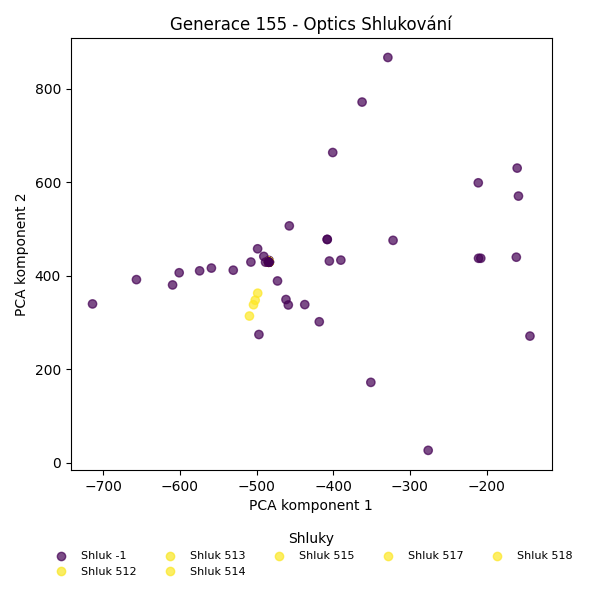 Generace 155 - Optics Shlukování
PCA komponent 2
800
600
400
200
0
−700 −600 −500 −400 −300 −200
PCA komponent 1
Shluky
Shluk -1 Shluk 513 Shluk 515 Shluk 517 Shluk 518
Shluk 512 Shluk 514